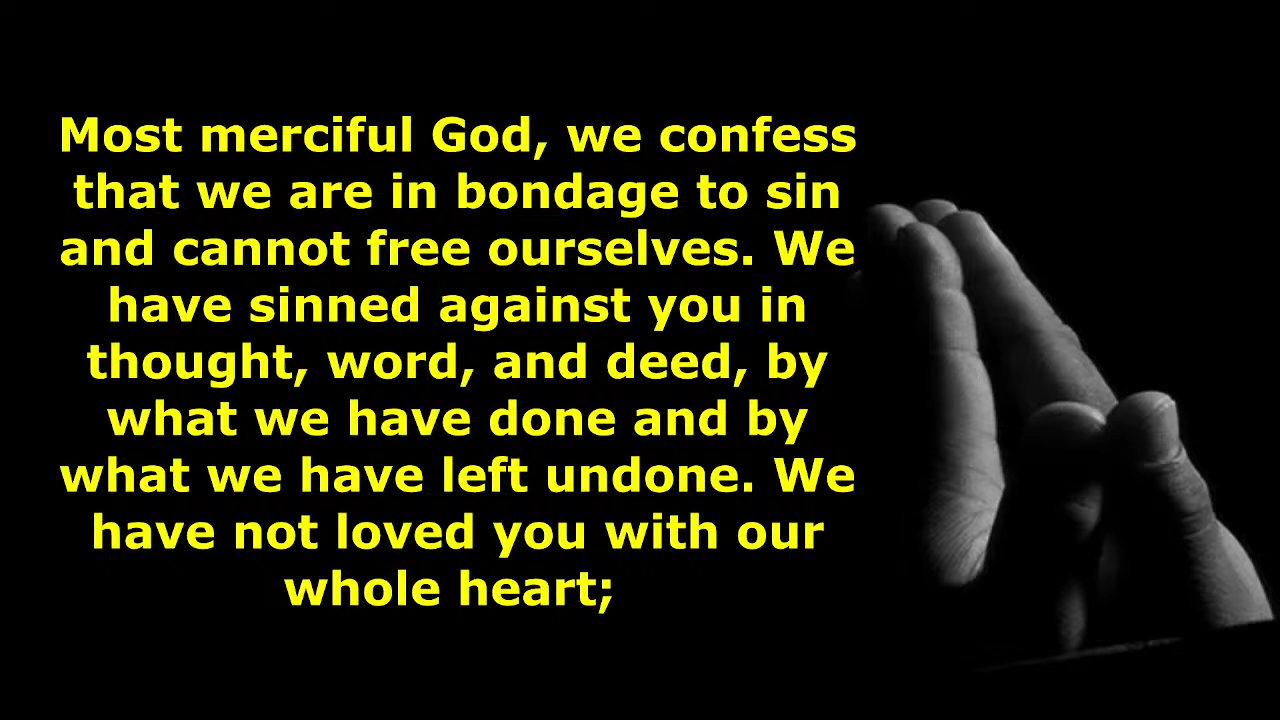 Most merciful God, we confess
that we are in bondage to sin
and cannot free ourselves. We
have sinned against you in
thought, word, and deed, by
what we have done and by
what we have left undone. We
have not loved you with our
whole heart;